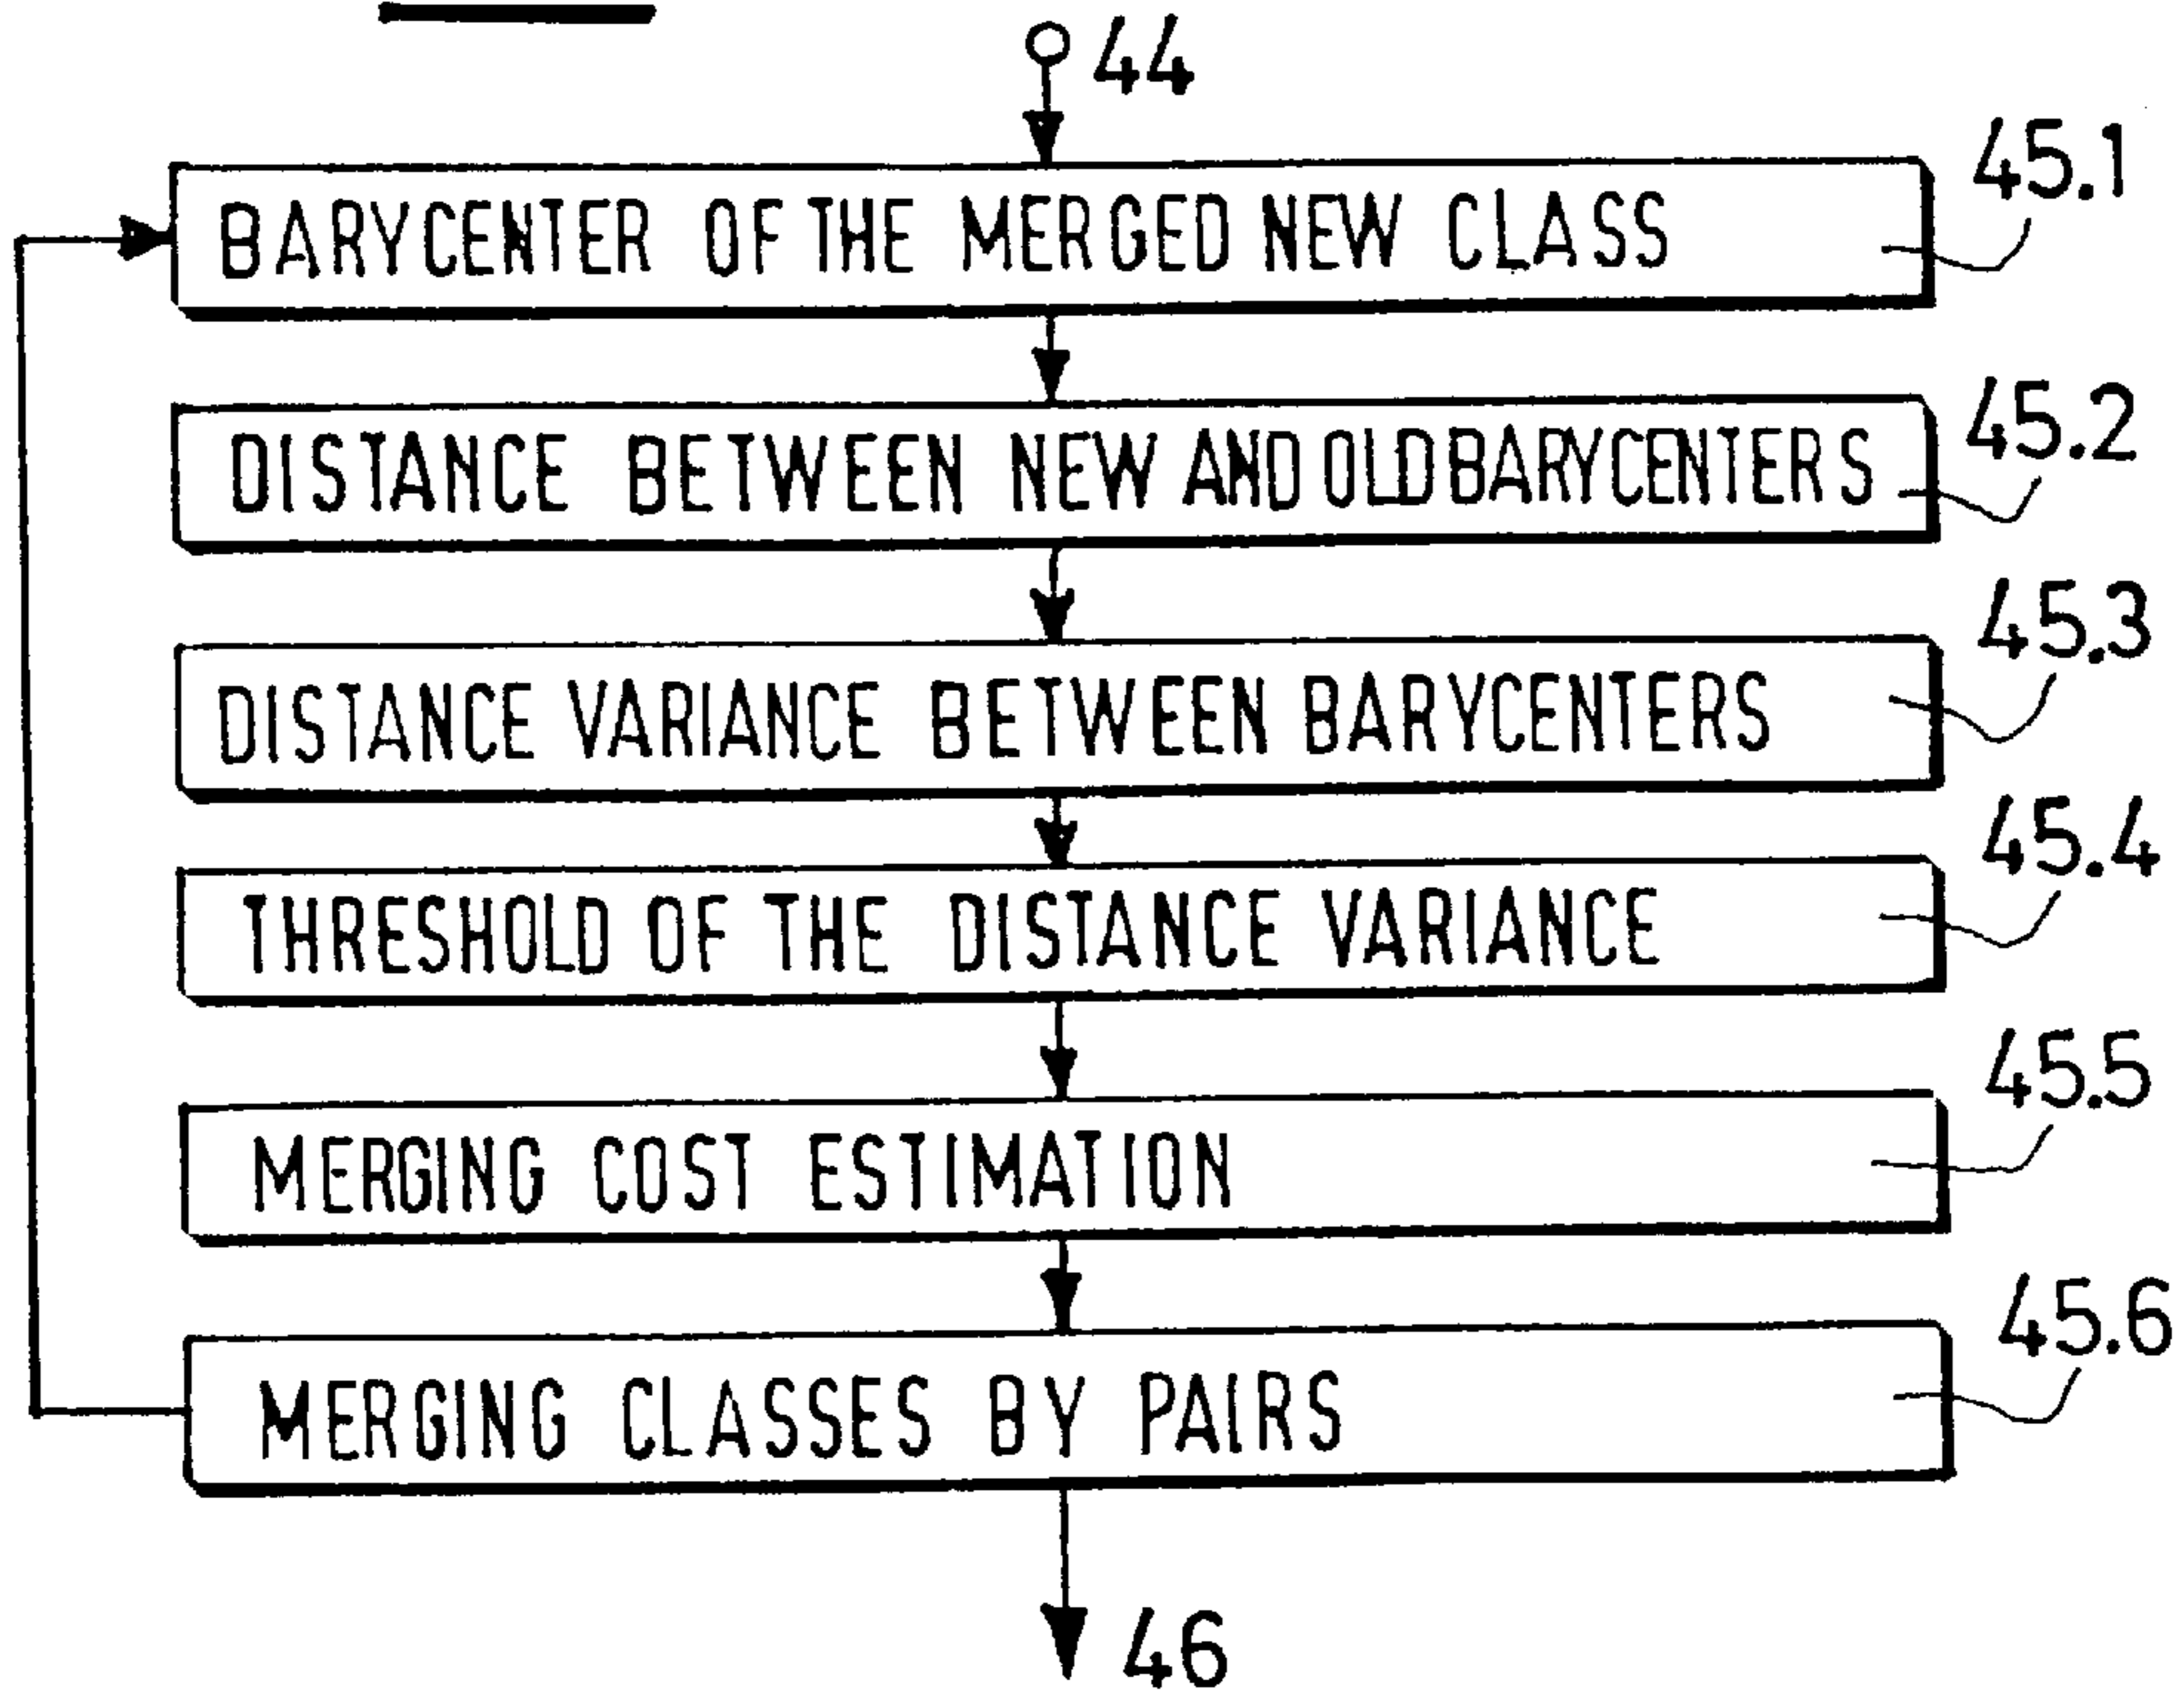 44
45.1
BARYCENTER OF THE MERGED NEW CLASS
45.2
DISTANCE BETWEEN NEW AND OLD BARYCENTERS
45.3
DISTANCE VARIANCE BETWEEN BARYCENTERS
45.4
THRESHOLD OF THE DISTANCE VARIANCE
45.5
MERGING COST ESTIMATION
45.6
MERGING CLASSES BY PAIRS
46